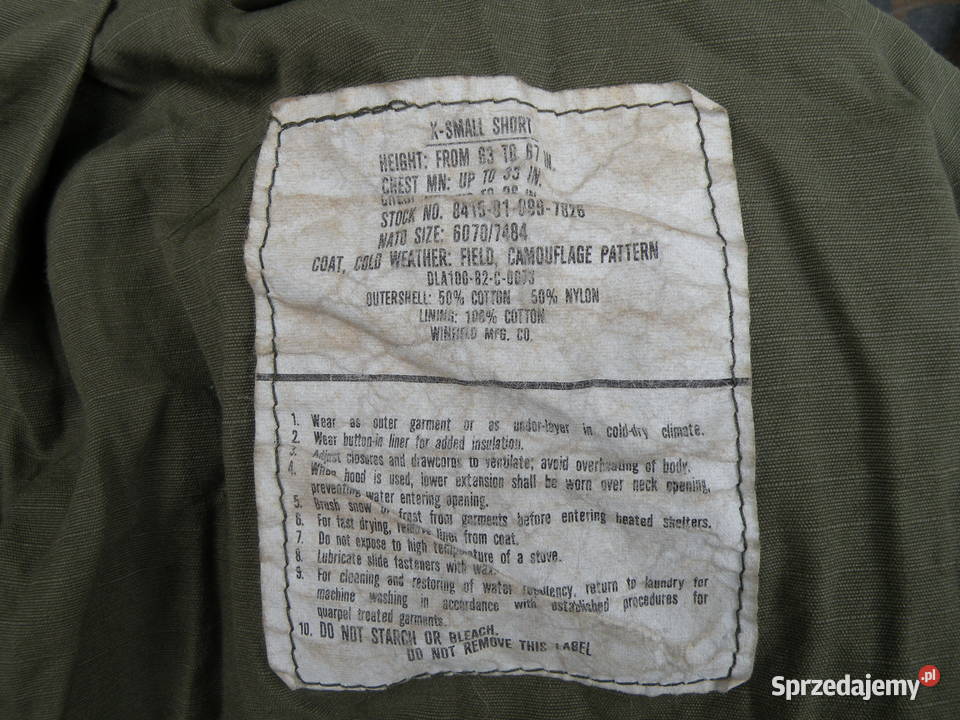 X-SMALL SHORT
HEIGHT: FROM 63 TO 67 IN.
CHEST MN: UP TO 33 IN.
STOCK NO. 8415-01-099-7826
NATO SIZE: 6070/7484
COAT, COLD WEATHER: FIELD, CAMOUFLAGE PATTERN
DLA100-82-C-
OUTERSHELL: 50% COTTON 50% NYLON
LINING: 100% COTTON
WINFIELD MFG. CO.
1. Wear as outer garment or as under-layer in cold-dry climate.
2. Wear button-in liner for added insulation.
3. Adjust closures and drawcords to ventilate; avoid overheating of body.
4. When hood is used, lower extension shall be worn over neck opening,
preventing water entering opening.
5. Brush snow or frost from garments before entering heated shelters.
6. For fast drying, remove liner from coat.
7. Do not expose to high temperature of a stove.
8. Lubricate slide fasteners with wax.
9. For cleaning and restoring of water repellency, return to laundry for
machine washing in accordance with established procedures for
quarpel treated garments.
10. DO NOT STARCH OR BLEACH.
DO NOT REMOVE THIS LABEL
Sprzedajemy.pl